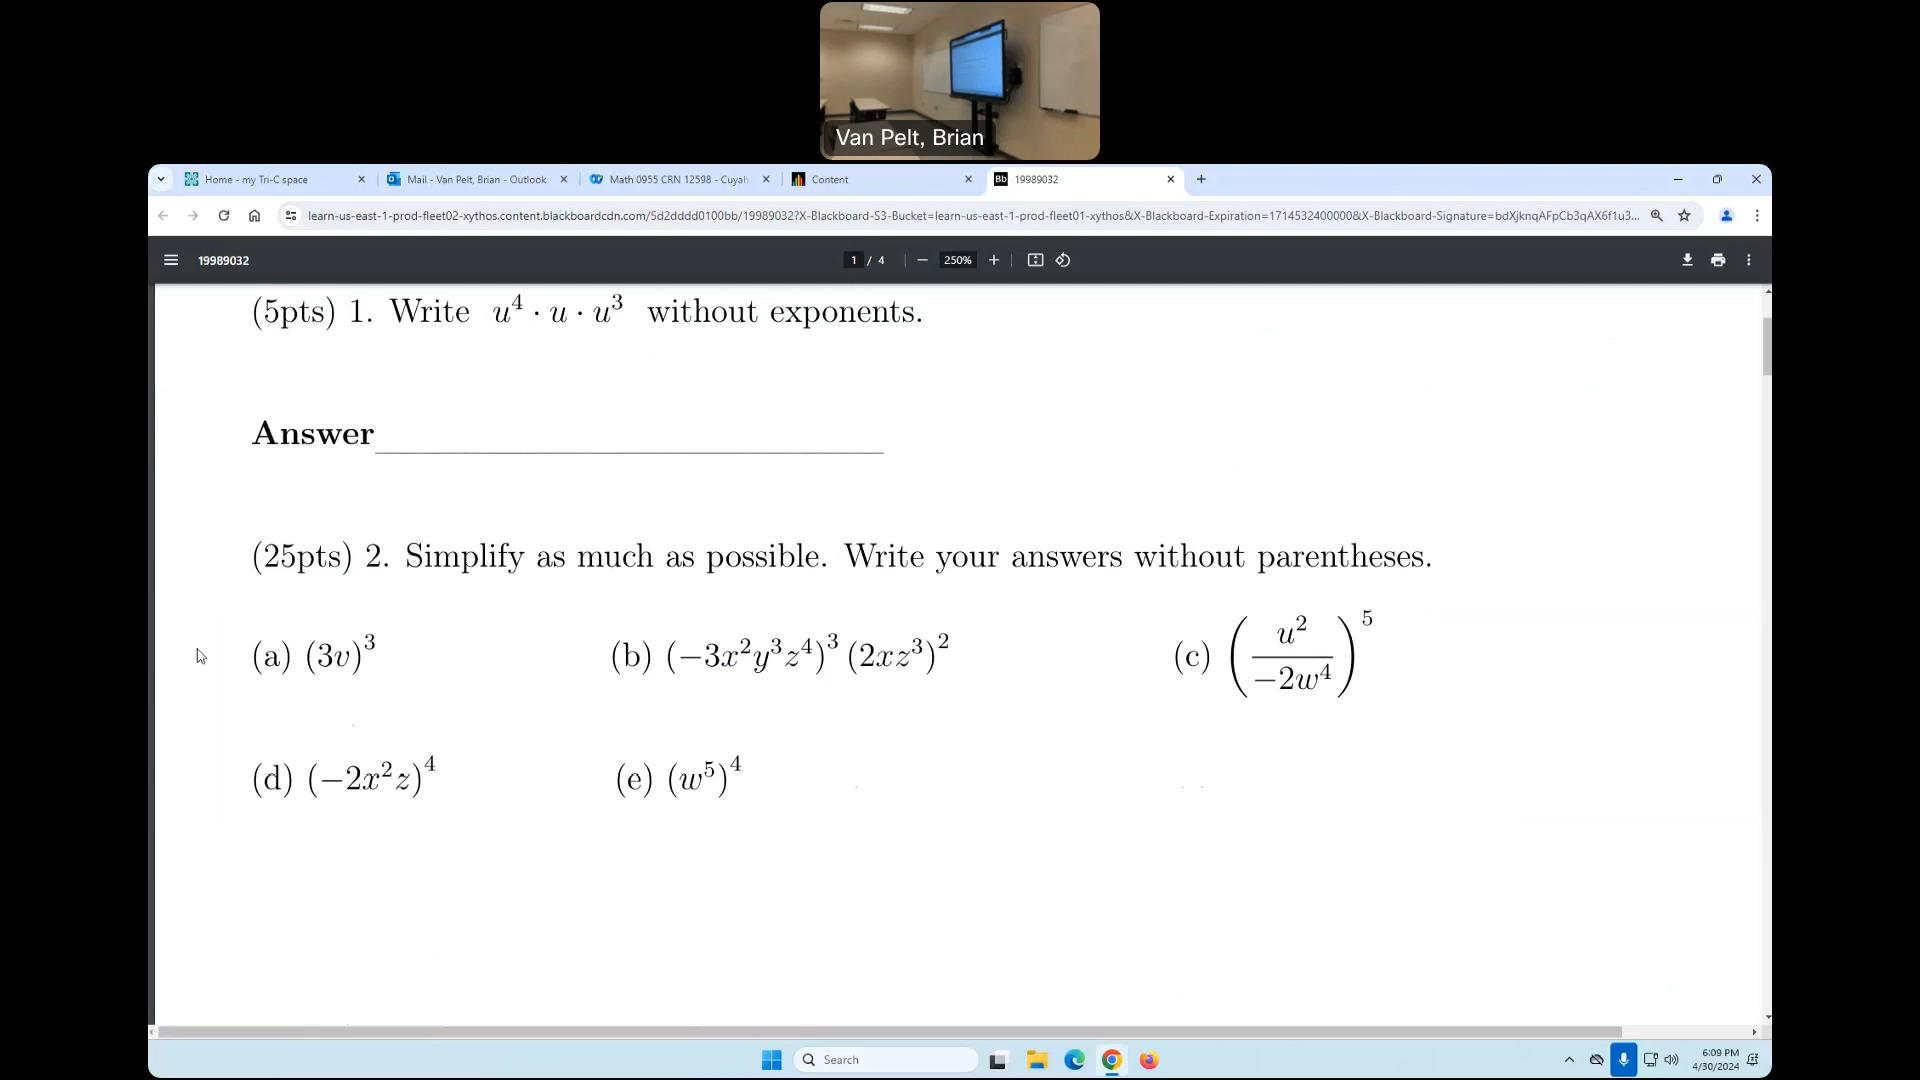 Van Pelt, Brian
Home - my Tri-C space
Mail - Van Pelt, Brian - Outlook
Math 0955 CRN 12598 - Cuyah
Content
Bb 19989032
learn-us-east-1-prod-fleet02-xythos.content.blackboardcdn.com/5d2dddd0100bb/19989032?X-Blackboard-S3-Bucket=learn-us-east-1-prod-fleet01-xythos&X-Blackboard-Expiration=1714532400000&X-Blackboard-Signature=bdXjknqAFpCb3qAX6f1u3...
19989032
1 / 4
250%
(5pts) 1. Write u⁴ · u · u³ without exponents.
Answer
(25pts) 2. Simplify as much as possible. Write your answers without parentheses.
(a) (3v)³ (b) (−3x²y³z⁴)³ (2xz³)² (c) (u²/−2w⁴)⁵
(d) (−2x²z)⁴ (e) (w⁵)⁴
Search
6:09 PM
4/30/2024